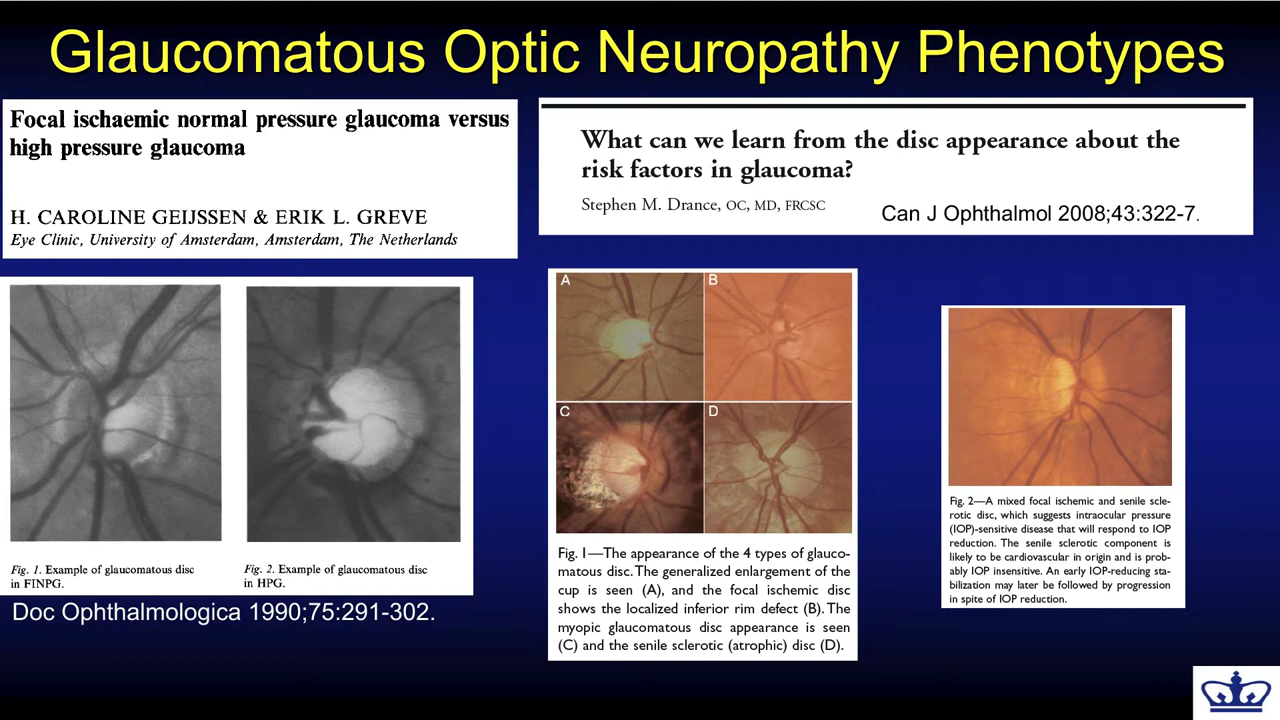 Glaucomatous Optic Neuropathy Phenotypes
Focal ischaemic normal pressure glaucoma versus
high pressure glaucoma
H. CAROLINE GEIJSSEN & ERIK L. GREVE
Eye Clinic, University of Amsterdam, Amsterdam, The Netherlands
Fig. 1. Example of glaucomatous disc
in FINPG.
Fig. 2. Example of glaucomatous disc
in HPG.
Doc Ophthalmologica 1990;75:291-302.
What can we learn from the disc appearance about the
risk factors in glaucoma?
Stephen M. Drance, OC, MD, FRCSC
Can J Ophthalmol 2008;43:322-7.
A
B
C
D
Fig. 1—The appearance of the 4 types of glauco-
matous disc. The generalized enlargement of the
cup is seen (A), and the focal ischemic disc
shows the localized inferior rim defect (B). The
myopic glaucomatous disc appearance is seen
(C) and the senile sclerotic (atrophic) disc (D).
Fig. 2—A mixed focal ischemic and senile scle-
rotic disc, which suggests intraocular pressure
(IOP)-sensitive disease that will respond to IOP
reduction. The senile sclerotic component is
likely to be cardiovascular in origin and is prob-
ably IOP insensitive. An early IOP-reducing sta-
bilization may later be followed by progression
in spite of IOP reduction.